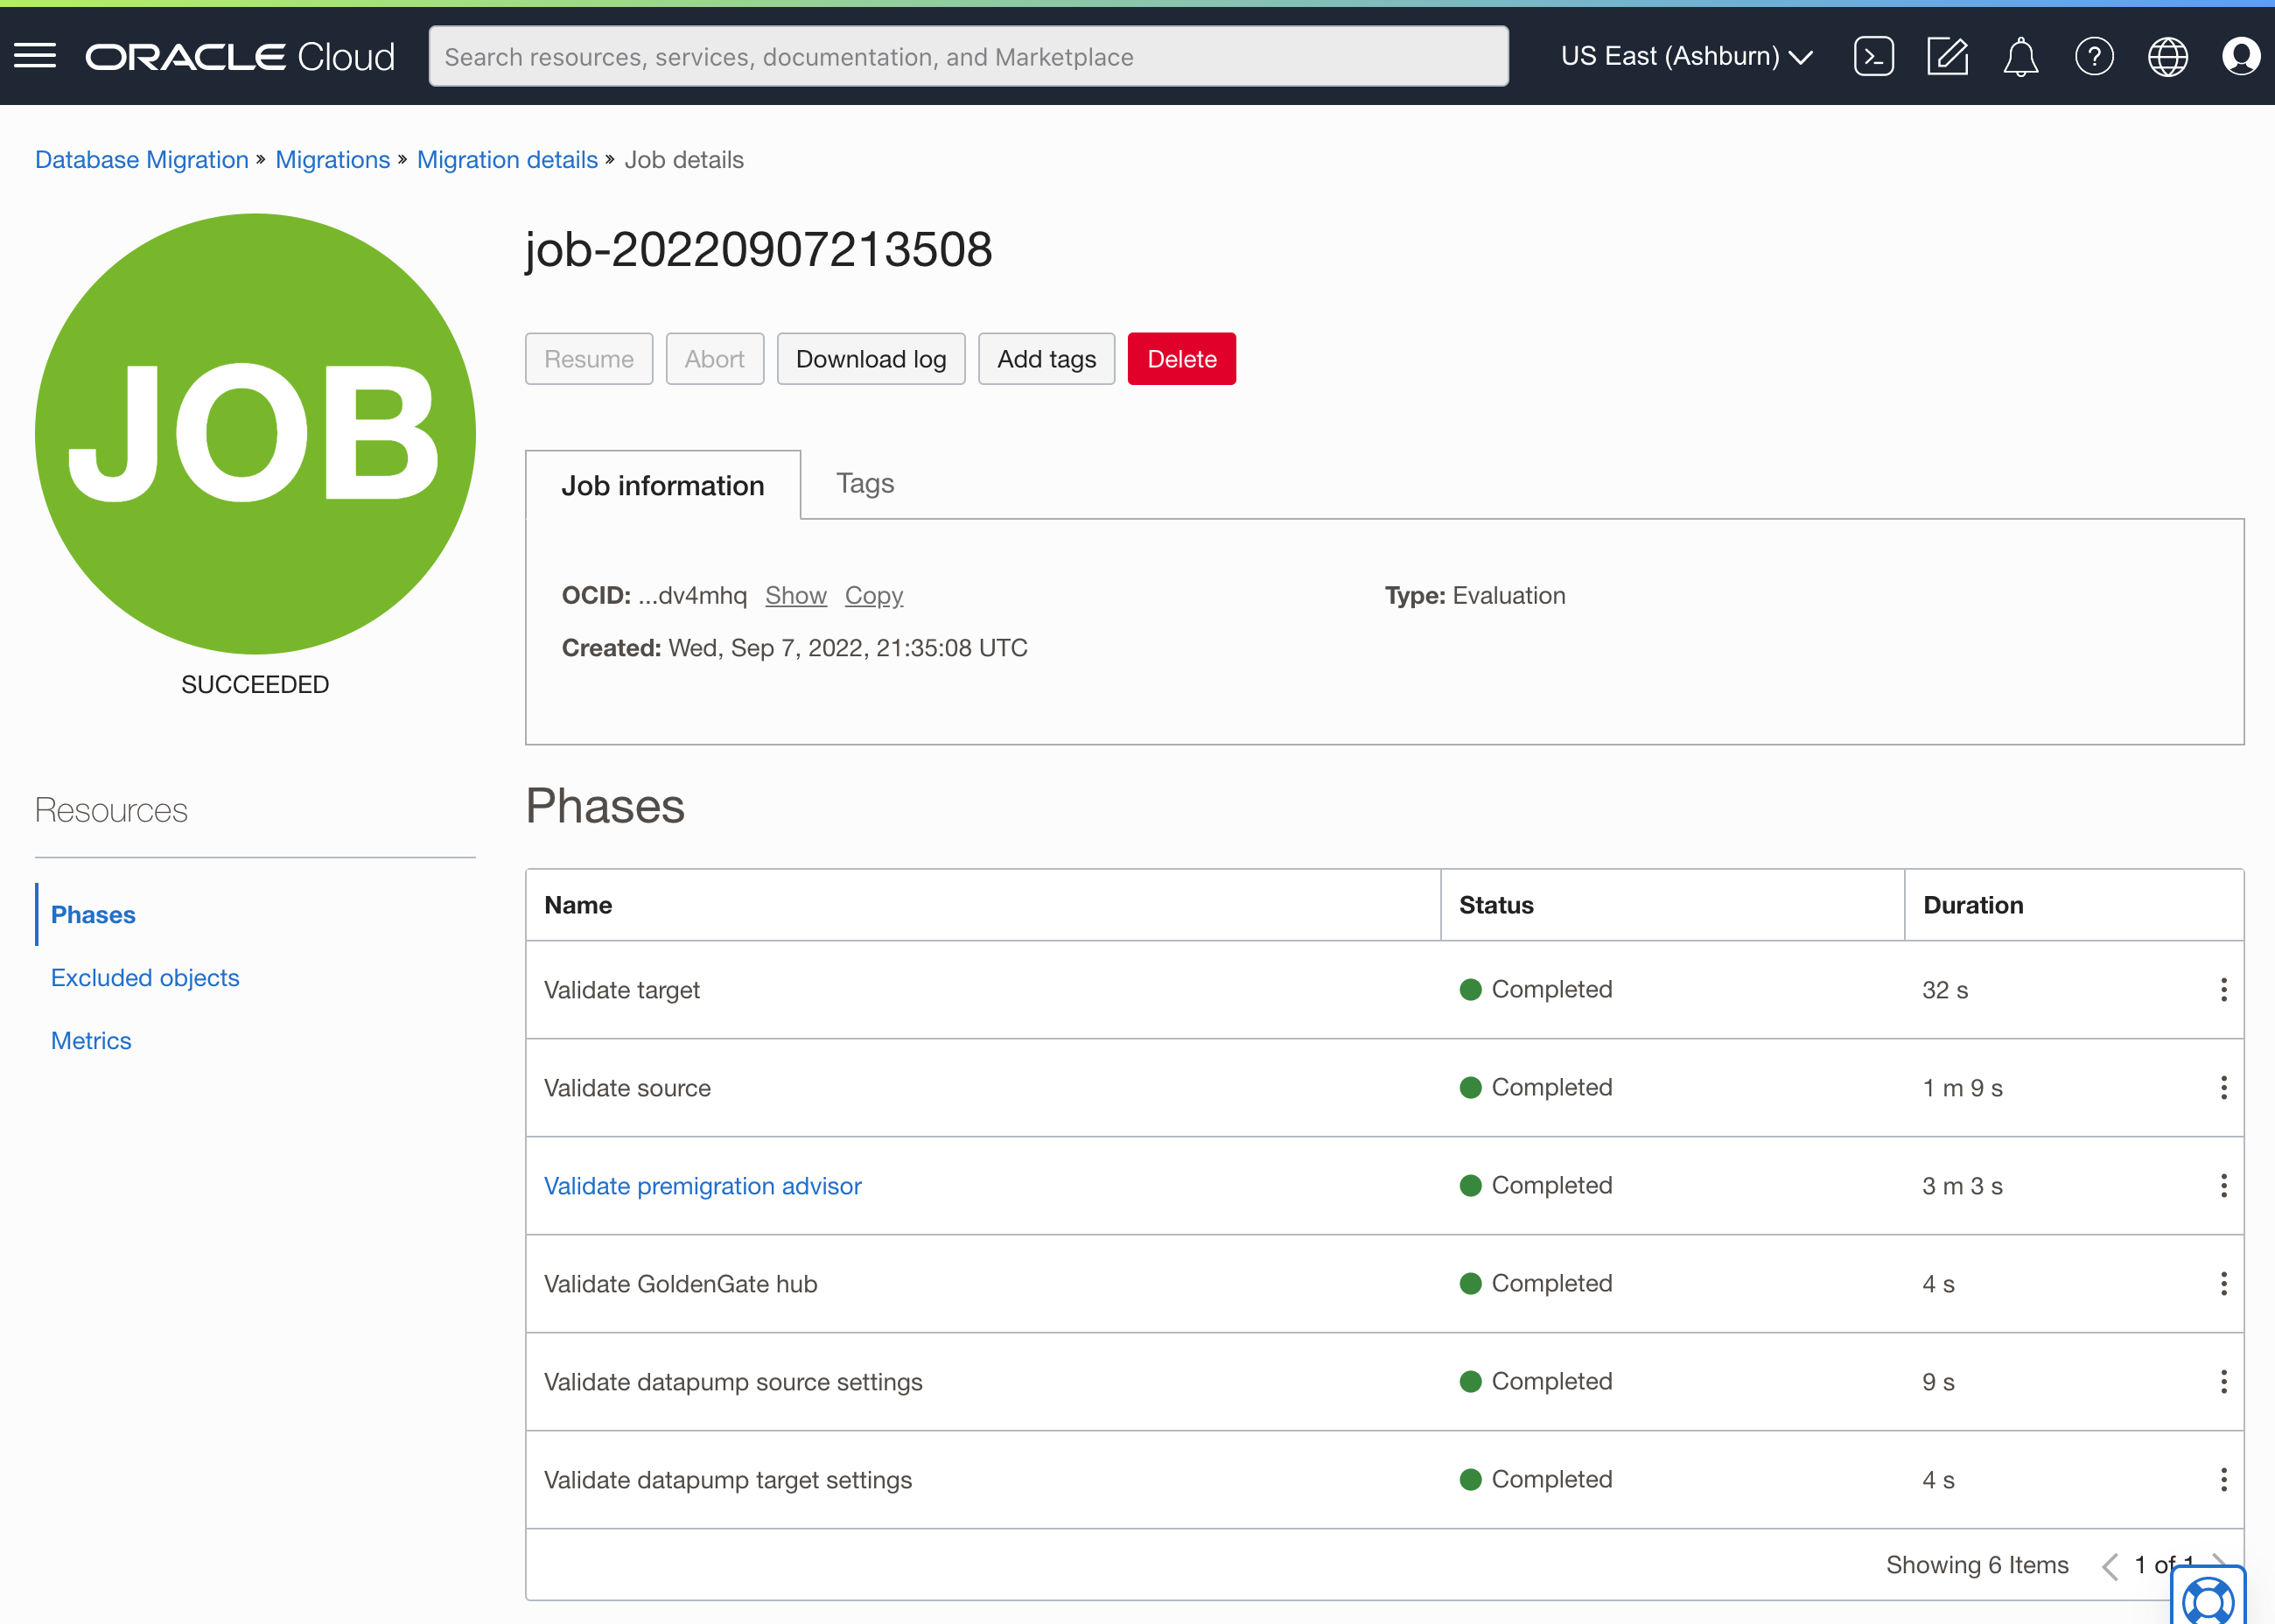 ORACLE Cloud
Search resources, services, documentation, and Marketplace
US East (Ashburn)
Database Migration » Migrations » Migration details » Job details
JOB
SUCCEEDED
job-20220907213508
Resume Abort Download log Add tags Delete
Job information Tags
OCID: ...dv4mhq Show Copy
Type: Evaluation
Created: Wed, Sep 7, 2022, 21:35:08 UTC
Resources
Phases
Excluded objects
Metrics
Phases
Name Status Duration
Validate target Completed 32 s
Validate source Completed 1 m 9 s
Validate premigration advisor Completed 3 m 3 s
Validate GoldenGate hub Completed 4 s
Validate datapump source settings Completed 9 s
Validate datapump target settings Completed 4 s
Showing 6 Items 1 of 1